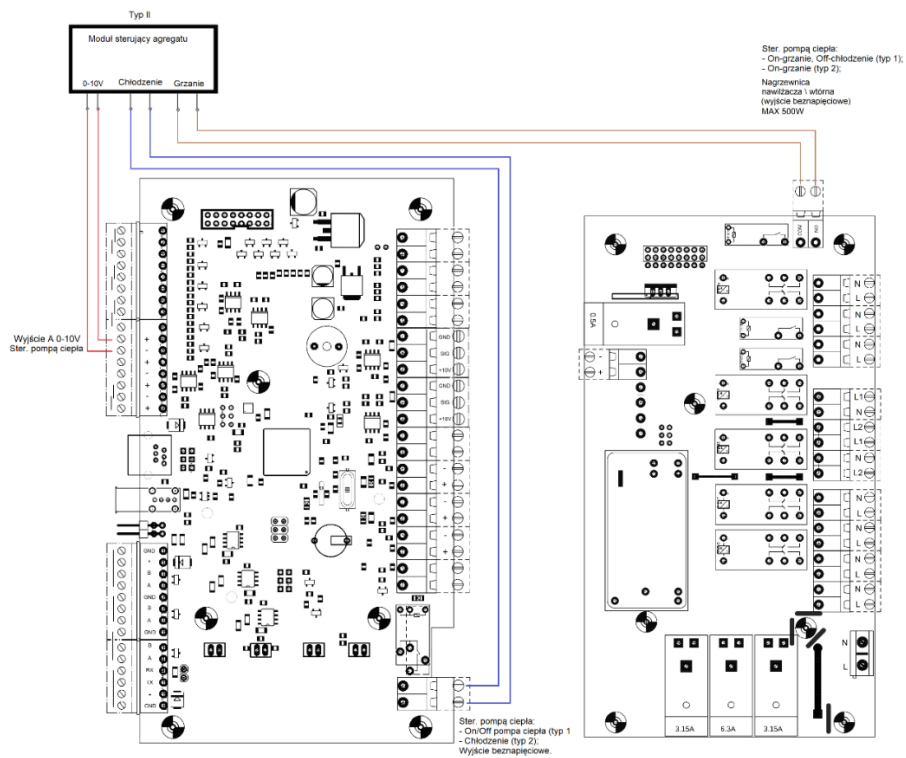 Typ II
Moduł sterujący agregatu
0-10V Chłodzenie Grzanie
Ster. pompą ciepła:
- On-grzanie, Off-chłodzenie (typ 1);
- On-grzanie (typ 2);
Nagrzewnica
nawilżacza \ wtórna
(wyjście beznapięciowe)
MAX 500W
Wyjście A 0-10V
Ster. pompą ciepła
+
-
+
-
+
-
+
GND
SIG
+10V
GND
SIG
+10V
-
+
-
+
-
+
GND
B
A
GND
B
A
GND
B
A
RX
TX
+
GND
Ster. pompą ciepła:
- On/Off pompa ciepła (typ 1
- Chłodzenie (typ 2);
Wyjście beznapięciowe.
COM
NO
0.5A
-
+
N
L
N
L
N
L
L1
N
L2
L1
N
L2
N
L
N
L
N
L
N
L
3.15A 6.3A 3.15A